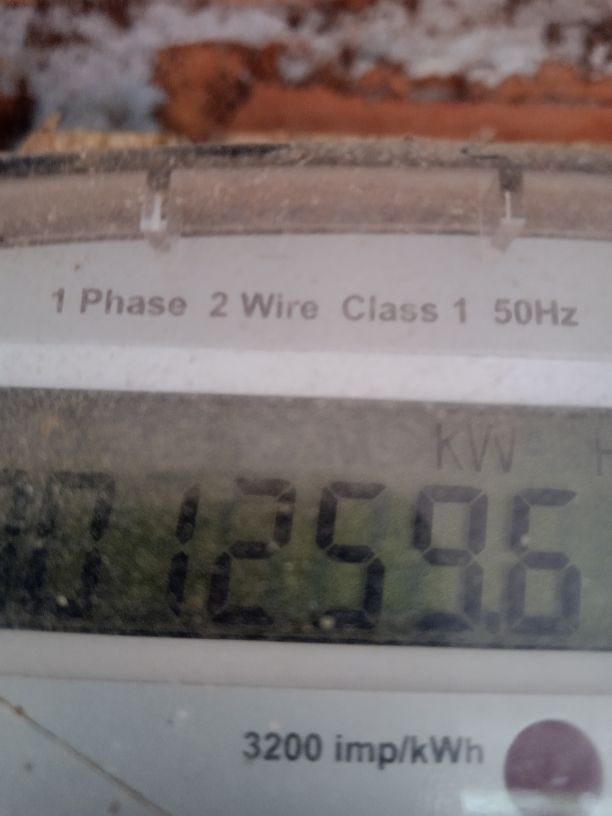 1 Phase 2 Wire Class 1 50Hz
kW H
71259.6
3200 imp/kWh